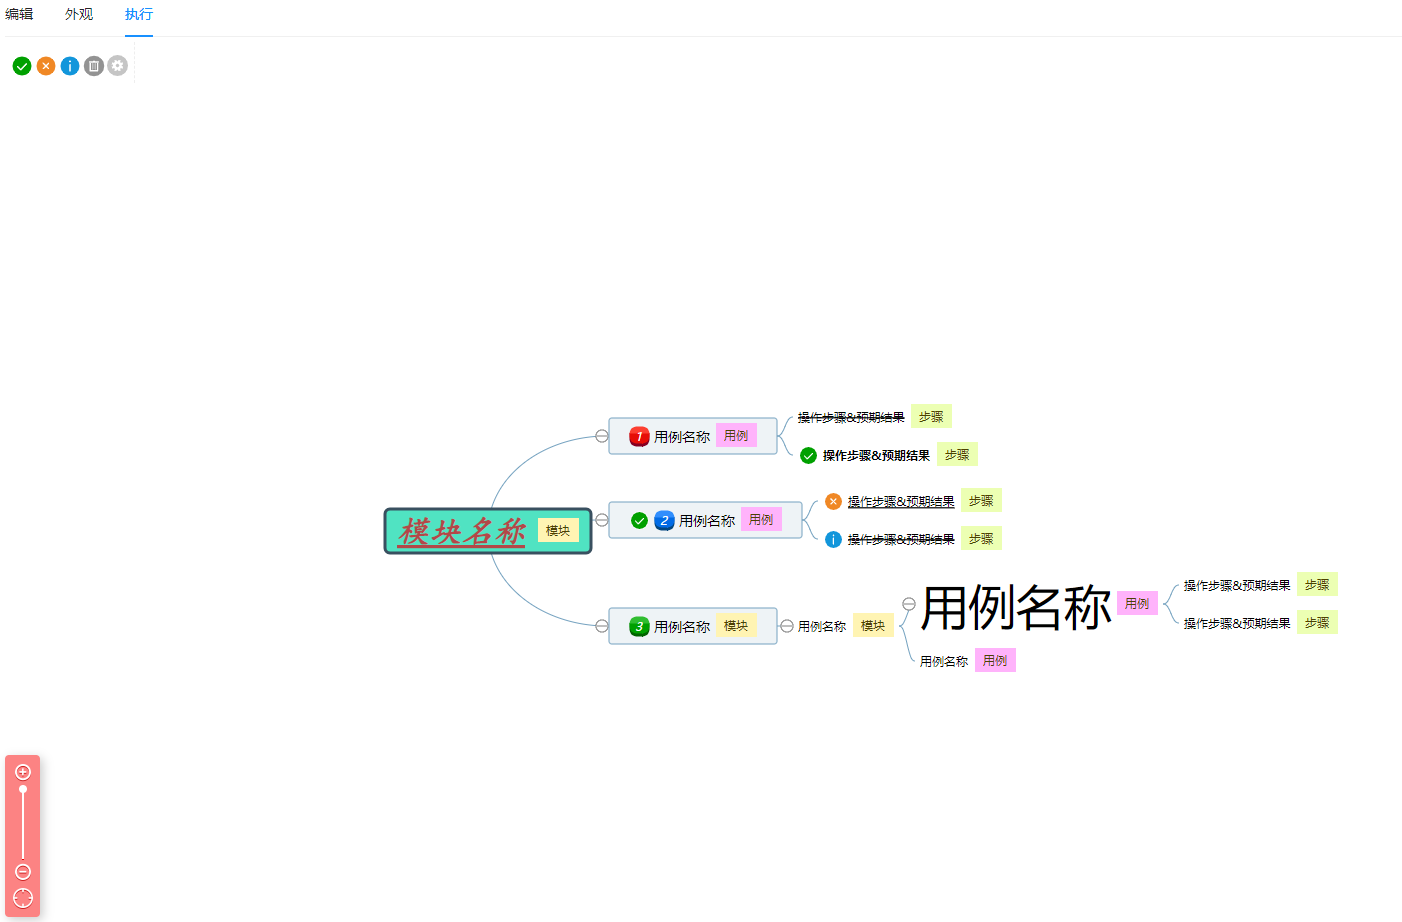 编辑 外观 执行
操作步骤&预期结果 步骤
1 用例名称 用例
操作步骤&预期结果 步骤
操作步骤&预期结果 步骤
2 用例名称 用例
模块名称 模块
操作步骤&预期结果 步骤
操作步骤&预期结果 步骤
用例名称 用例
操作步骤&预期结果 步骤
3 用例名称 模块
用例名称 模块
用例名称 用例